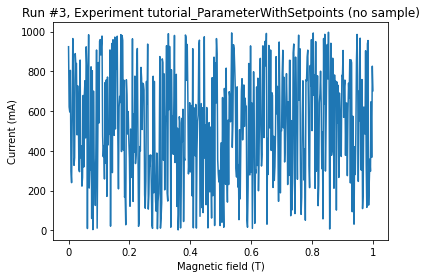 Run #3, Experiment tutorial_ParameterWithSetpoints (no sample)
1000
800
600
400
200
0
Current (mA)
0 0.2 0.4 0.6 0.8 1
Magnetic field (T)